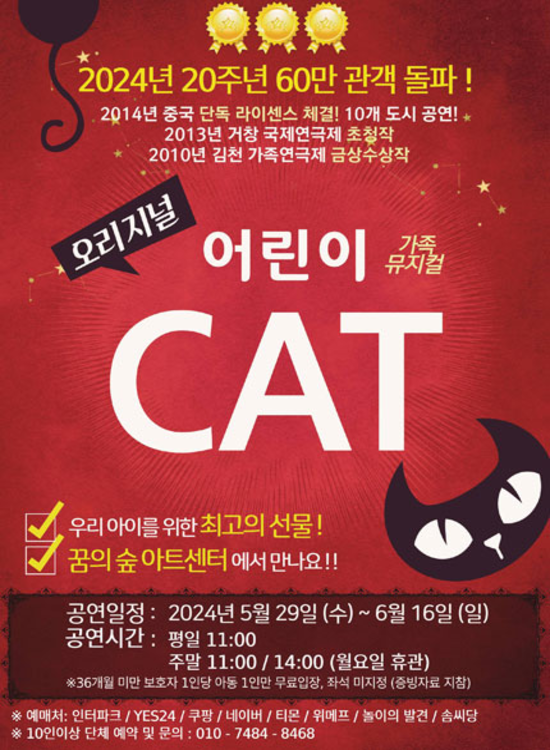 2024년 20주년 60만 관객 돌파 !
2014년 중국 단독 라이센스 체결! 10개 도시 공연!
2013년 거창 국제연극제 초청작
2010년 김천 가족연극제 금상수상작
오리지널
어린이
가족
뮤지컬
CAT
우리 아이를 위한 최고의 선물 !
꿈의 숲 아트센터 에서 만나요 !!
공연일정 : 2024년 5월 29일 (수) ~ 6월 16일 (일)
공연시간 : 평일 11:00
주말 11:00 / 14:00 (월요일 휴관)
※36개월 미만 보호자 1인당 아동 1인만 무료입장, 좌석 미지정 (증빙자료 지참)
※ 예매처: 인터파크 / YES24 / 쿠팡 / 네이버 / 티몬 / 위메프 / 놀이의 발견 / 솜씨당
※ 10인이상 단체 예약 및 문의 : 010 - 7484 - 8468